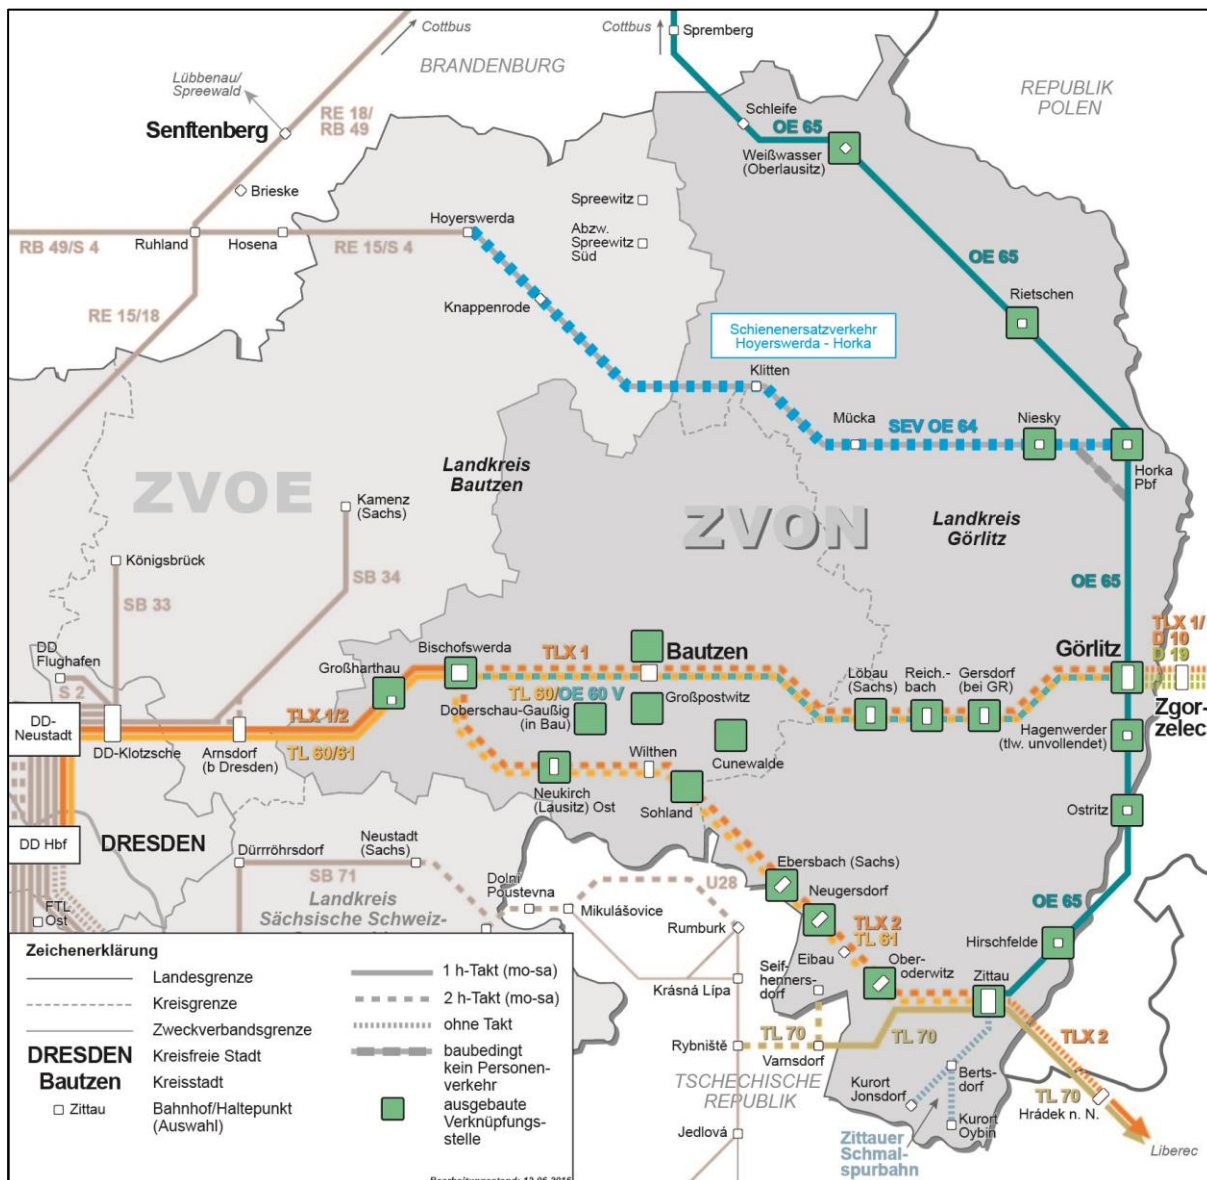 Cottbus
Cottbus
Spremberg
BRANDENBURG
REPUBLIK
POLEN
Lübbenau/
Spreewald
RE 18/
RB 49
Senftenberg
Schleife
OE 65
Weißwasser
(Oberlausitz)
Brieske
Spreewitz
Hoyerswerda
Abzw.
Spreewitz
Süd
RB 49/S 4
Ruhland
Hosena
RE 15/S 4
OE 65
Rietschen
Knappenrode
RE 15/18
Schienenersatzverkehr
Hoyerswerda - Horka
Klitten
Mücka
SEV OE 64
Niesky
Horka
Pbf
Landkreis
Bautzen
ZVOE
Kamenz
(Sachs)
ZVON
Landkreis
Görlitz
Königsbrück
SB 34
SB 33
OE 65
TLX 1/
D 10
D 19
DD
Flughafen
S 2
Bischofswerda
Großharthau
TLX 1
Bautzen
Görlitz
Löbau
(Sachs)
Reich.-
bach
Gersdorf
(bei GR)
TL 60/OE 60 V
Großpostwitz
Doberschau-Gaußig
(in Bau)
DD-
Neustadt
DD-Klotzsche
Arnsdorf
(b Dresden)
TLX 1/2
TL 60/61
Zgor-
zelec
Hagenwerder
(tlw. unvollendet)
Wilthen
Cunewalde
Neukirch
(Lausitz) Ost
Sohland
Ostritz
DD Hbf
DRESDEN
Dürrröhrsdorf
Neustadt
(Sachs)
SB 71
Ebersbach (Sachs)
Neugersdorf
Dolní
Poustevna
U28
Mikulášovice
Landkreis
Sächsische Schweiz-
FTL
Ost
Rumburk
TLX 2
TL 61
OE 65
Hirschfelde
Eibau
Ober-
oderwitz
Seif-
henners-
dorf
Zittau
Krásná Lípa
Rybniště
TL 70
Varnsdorf
TL 70
TLX 2
TSCHECHISCHE
REPUBLIK
Kurort
Jonsdorf
Berts-
dorf
TL 70
Hrádek n. N.
Kurort
Oybin
Jedlová
Zittauer
Schmal-
spurbahn
Liberec
Zeichenerklärung
Landesgrenze
Kreisgrenze
Zweckverbandsgrenze
DRESDEN
Kreisfreie Stadt
Bautzen
Kreisstadt
Zittau
Bahnhof/Haltepunkt
(Auswahl)
1 h-Takt (mo-sa)
2 h-Takt (mo-sa)
ohne Takt
baubedingt
kein Personen-
verkehr
ausgebaute
Verknüpfungs-
stelle